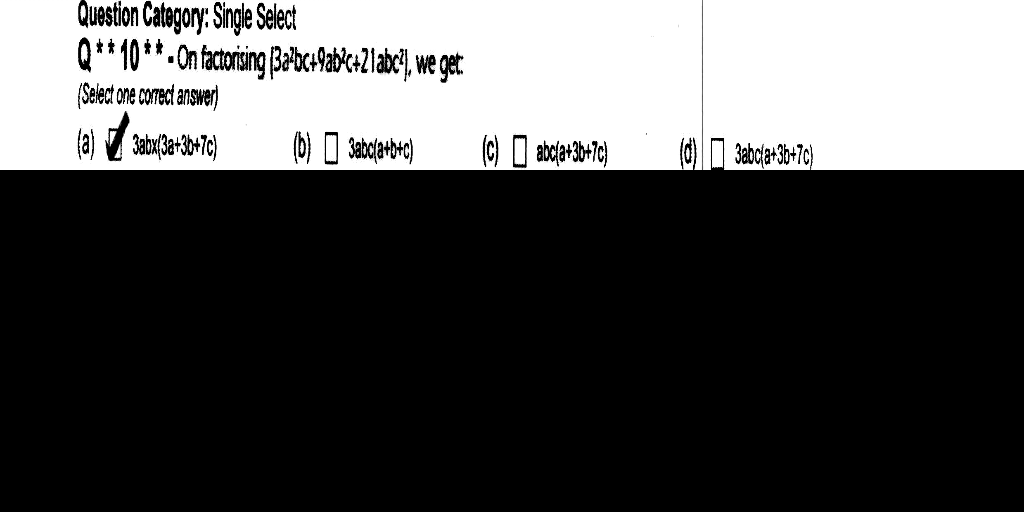 Question Category: Single Select
Q * * 10 * * - On factorising (3a²bc+9ab²c+21abc²), we get:
(Select one correct answer)
(a) ☑ 3abx(3a+3b+7c) (b) ☐ 3abc(a+b+c) (c) ☐ abc(a+3b+7c) (d) ☐ 3abc(a+3b+7c)